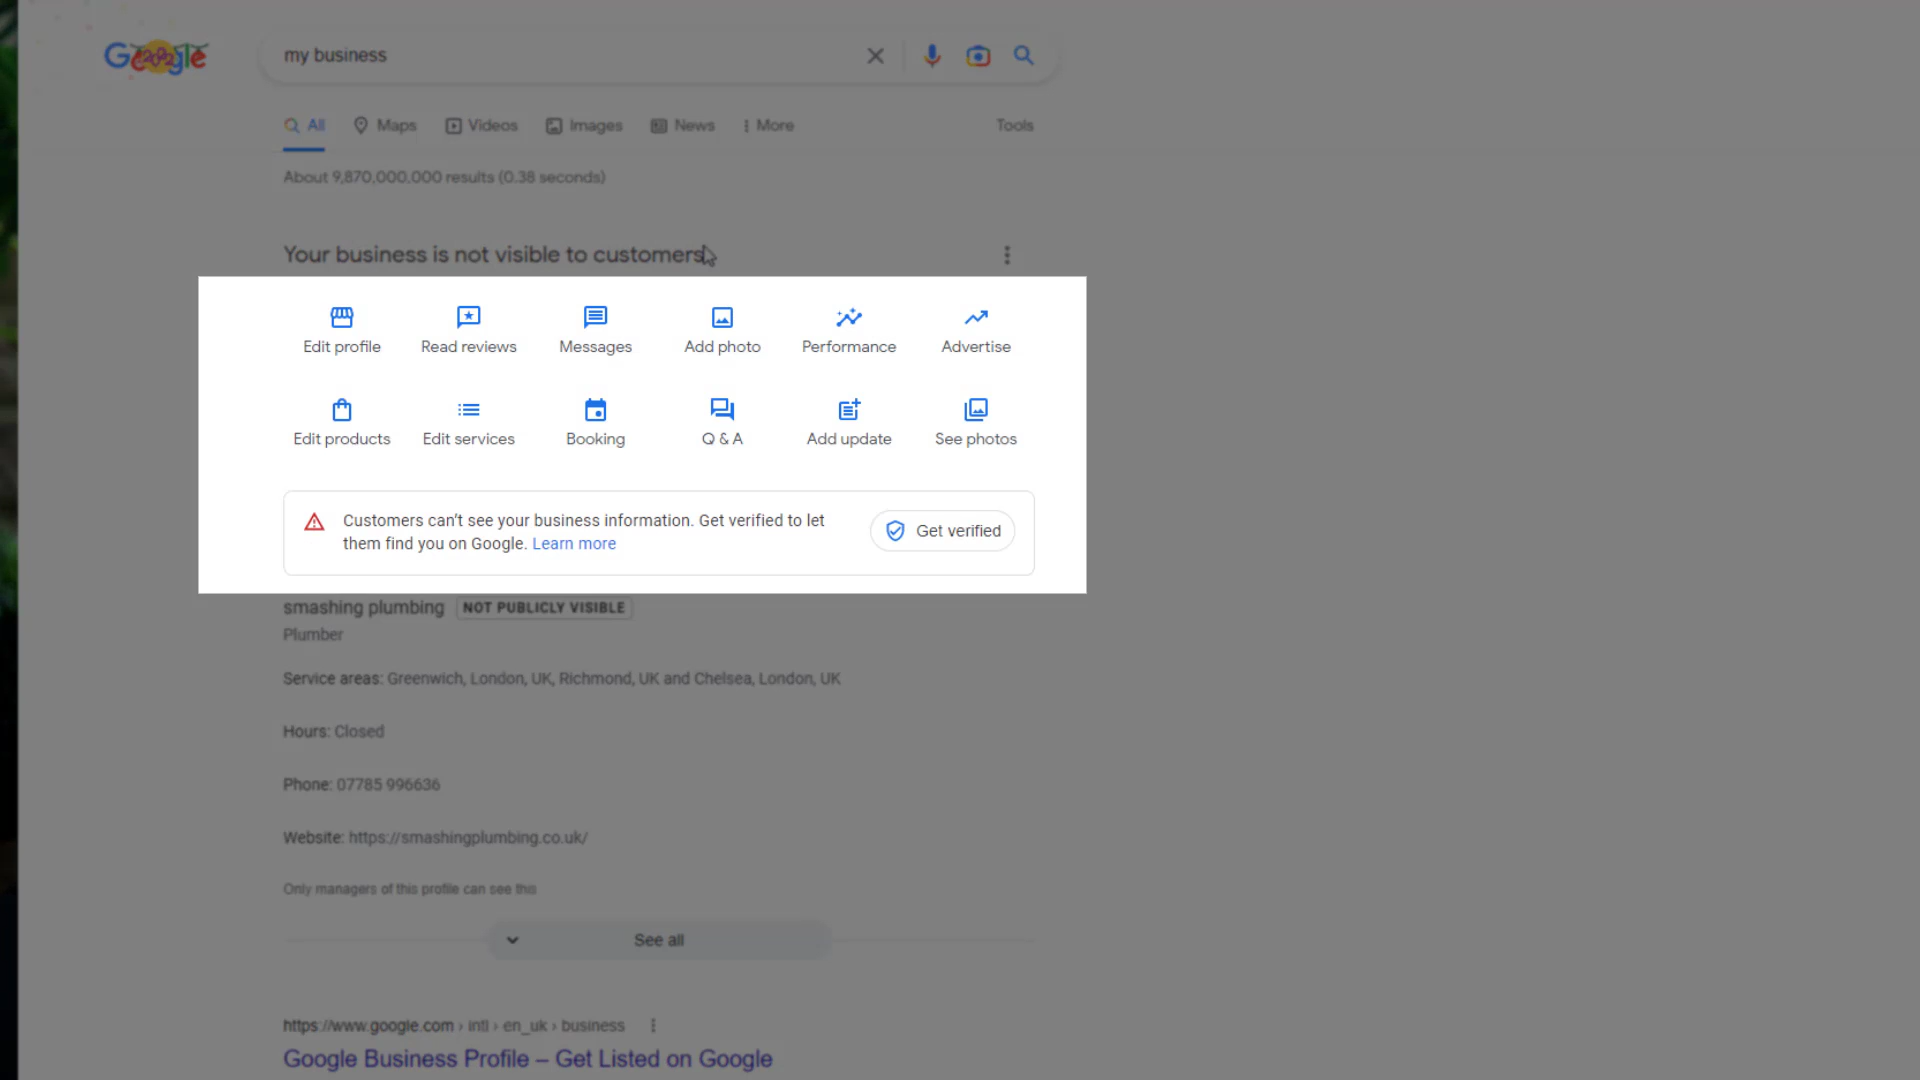 Google
my business
All Maps Videos Images News More Tools
About 9,870,000,000 results (0.38 seconds)
Your business is not visible to customers
Edit profile Read reviews Messages Add photo Performance Advertise
Edit products Edit services Booking Q & A Add update See photos
Customers can't see your business information. Get verified to let
them find you on Google. Learn more
Get verified
smashing plumbing NOT PUBLICLY VISIBLE
Plumber
Service areas: Greenwich, London, UK, Richmond, UK and Chelsea, London, UK
Hours: Closed
Phone: 07785 996636
Website: https://smashingplumbing.co.uk/
Only managers of this profile can see this
See all
https://www.google.com › intl › en_uk › business
Google Business Profile – Get Listed on Google